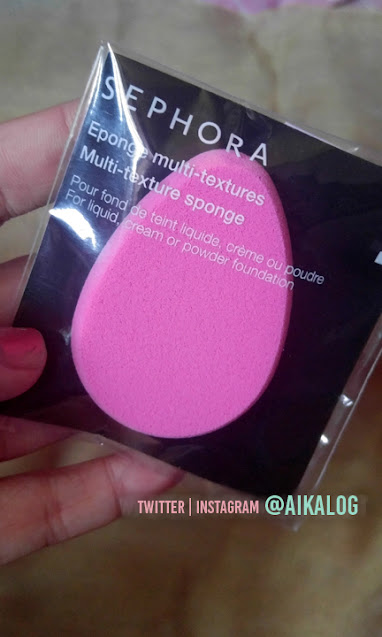 SEPHORA
Eponge multi-textures
Multi-texture sponge
Pour fond de teint liquide, crème ou poudre
For liquid, cream or powder foundation
TWITTER | INSTAGRAM @AIKALOG